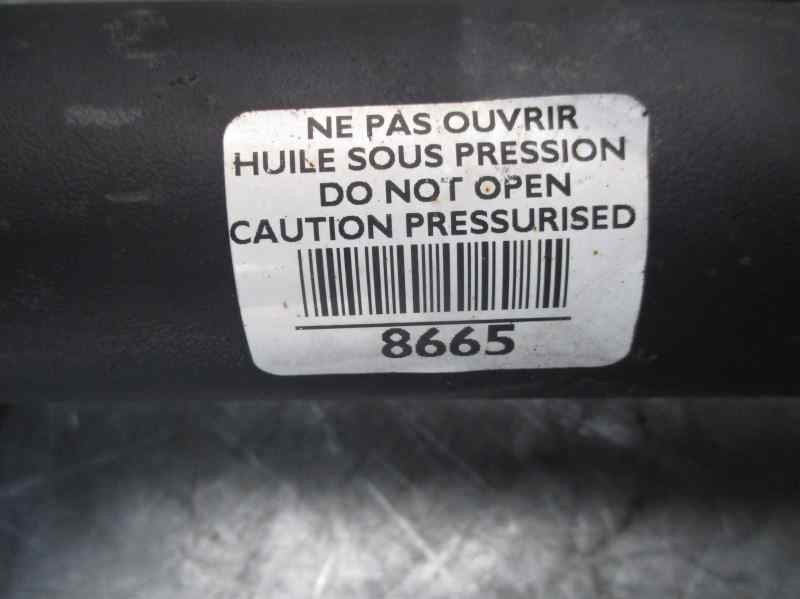 NE PAS OUVRIR
HUILE SOUS PRESSION
DO NOT OPEN
CAUTION PRESSURISED
8665